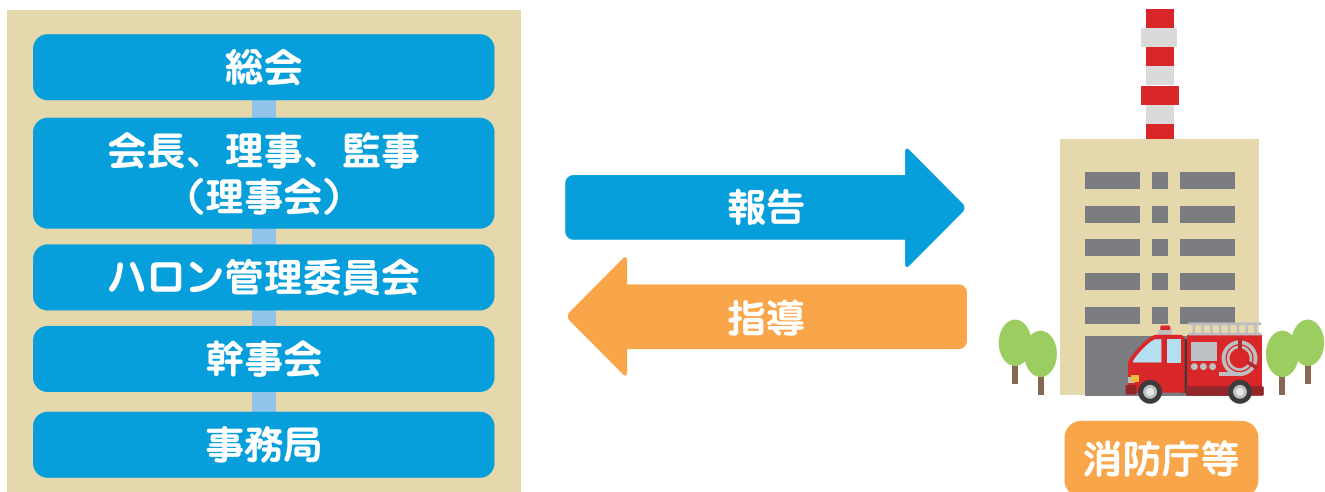 総会
会長、理事、監事
（理事会）
ハロン管理委員会
幹事会
事務局
報告
指導
消防庁等